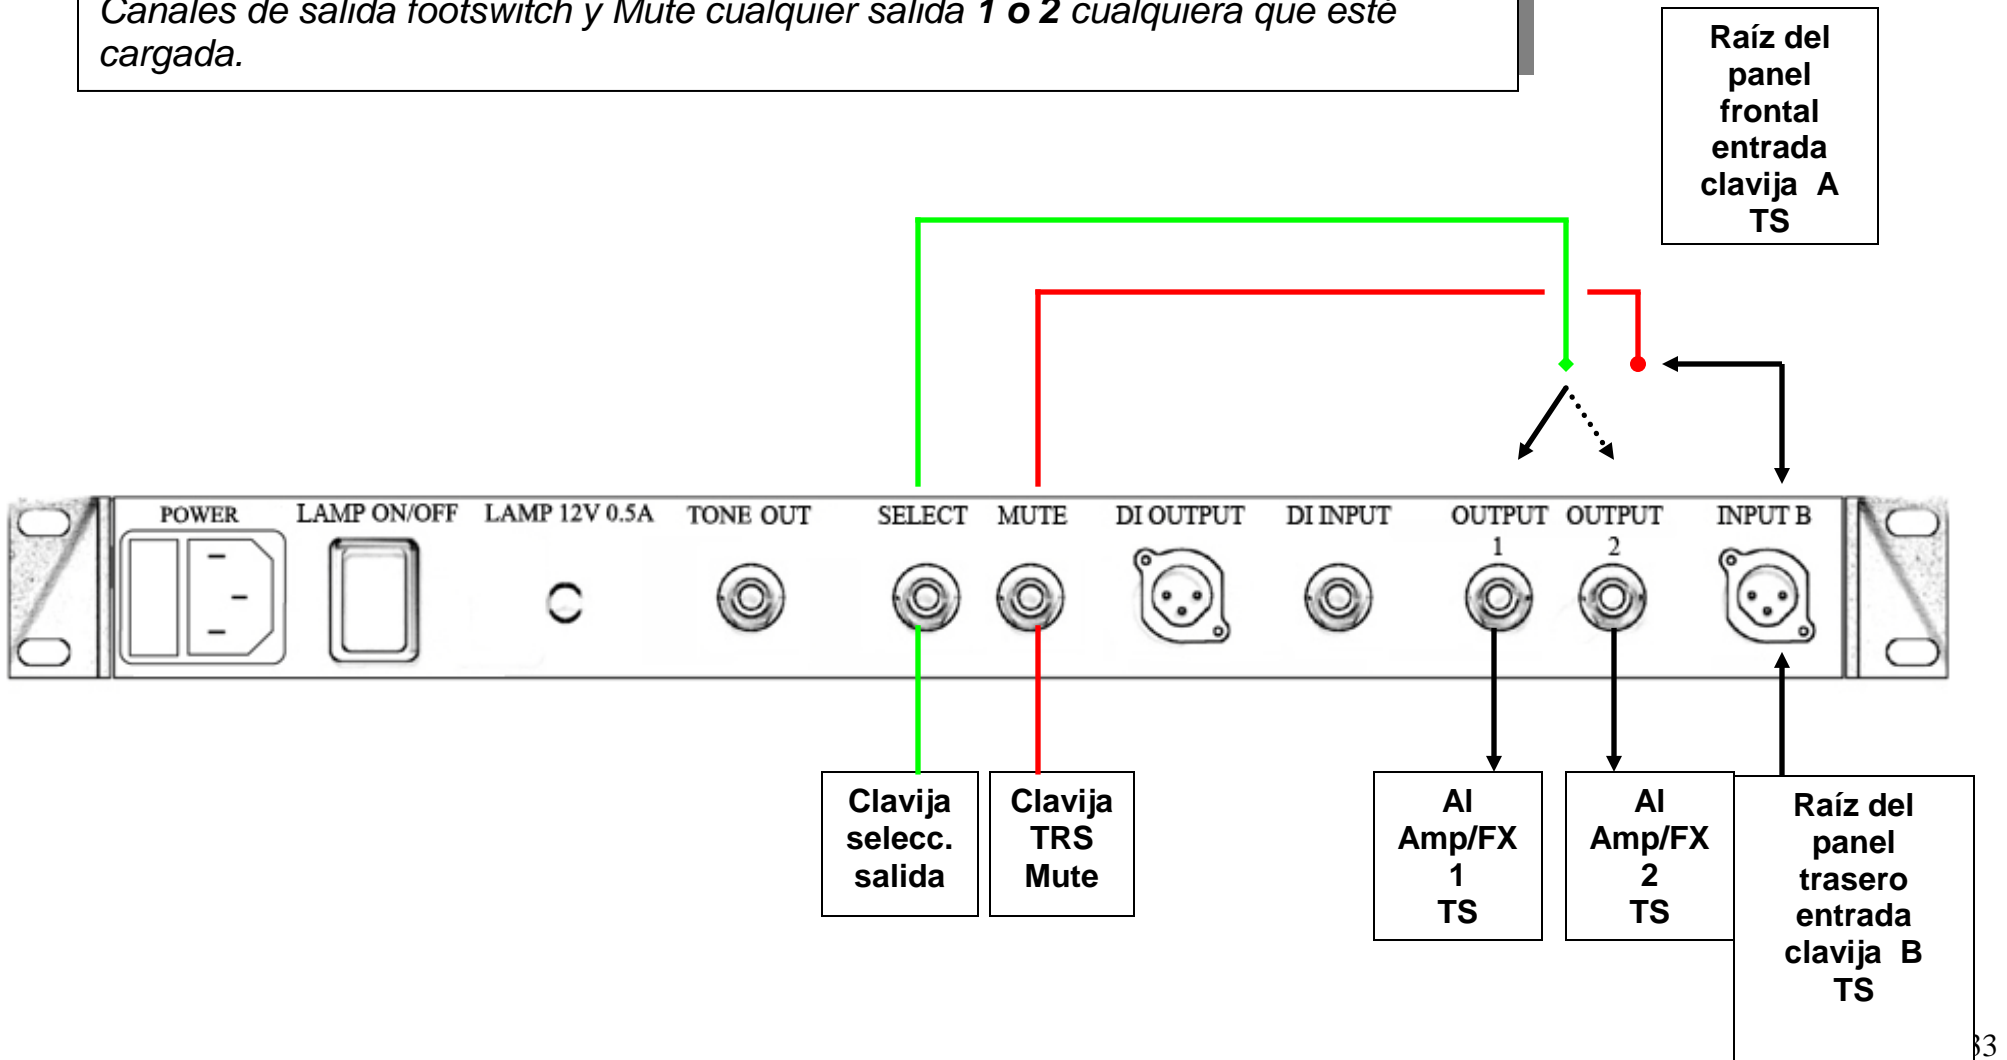 Canales de salida footswitch y Mute cualquier salida 1 o 2 cualquiera que esté
cargada.
Raíz del
panel
frontal
entrada
clavija A
TS
POWER
LAMP ON/OFF
LAMP 12V 0.5A
TONE OUT
SELECT
MUTE
DI OUTPUT
DI INPUT
OUTPUT
1
OUTPUT
2
INPUT B
Clavija
selecc.
salida
Clavija
TRS
Mute
Al
Amp/FX
1
TS
Al
Amp/FX
2
TS
Raíz del
panel
trasero
entrada
clavija B
TS